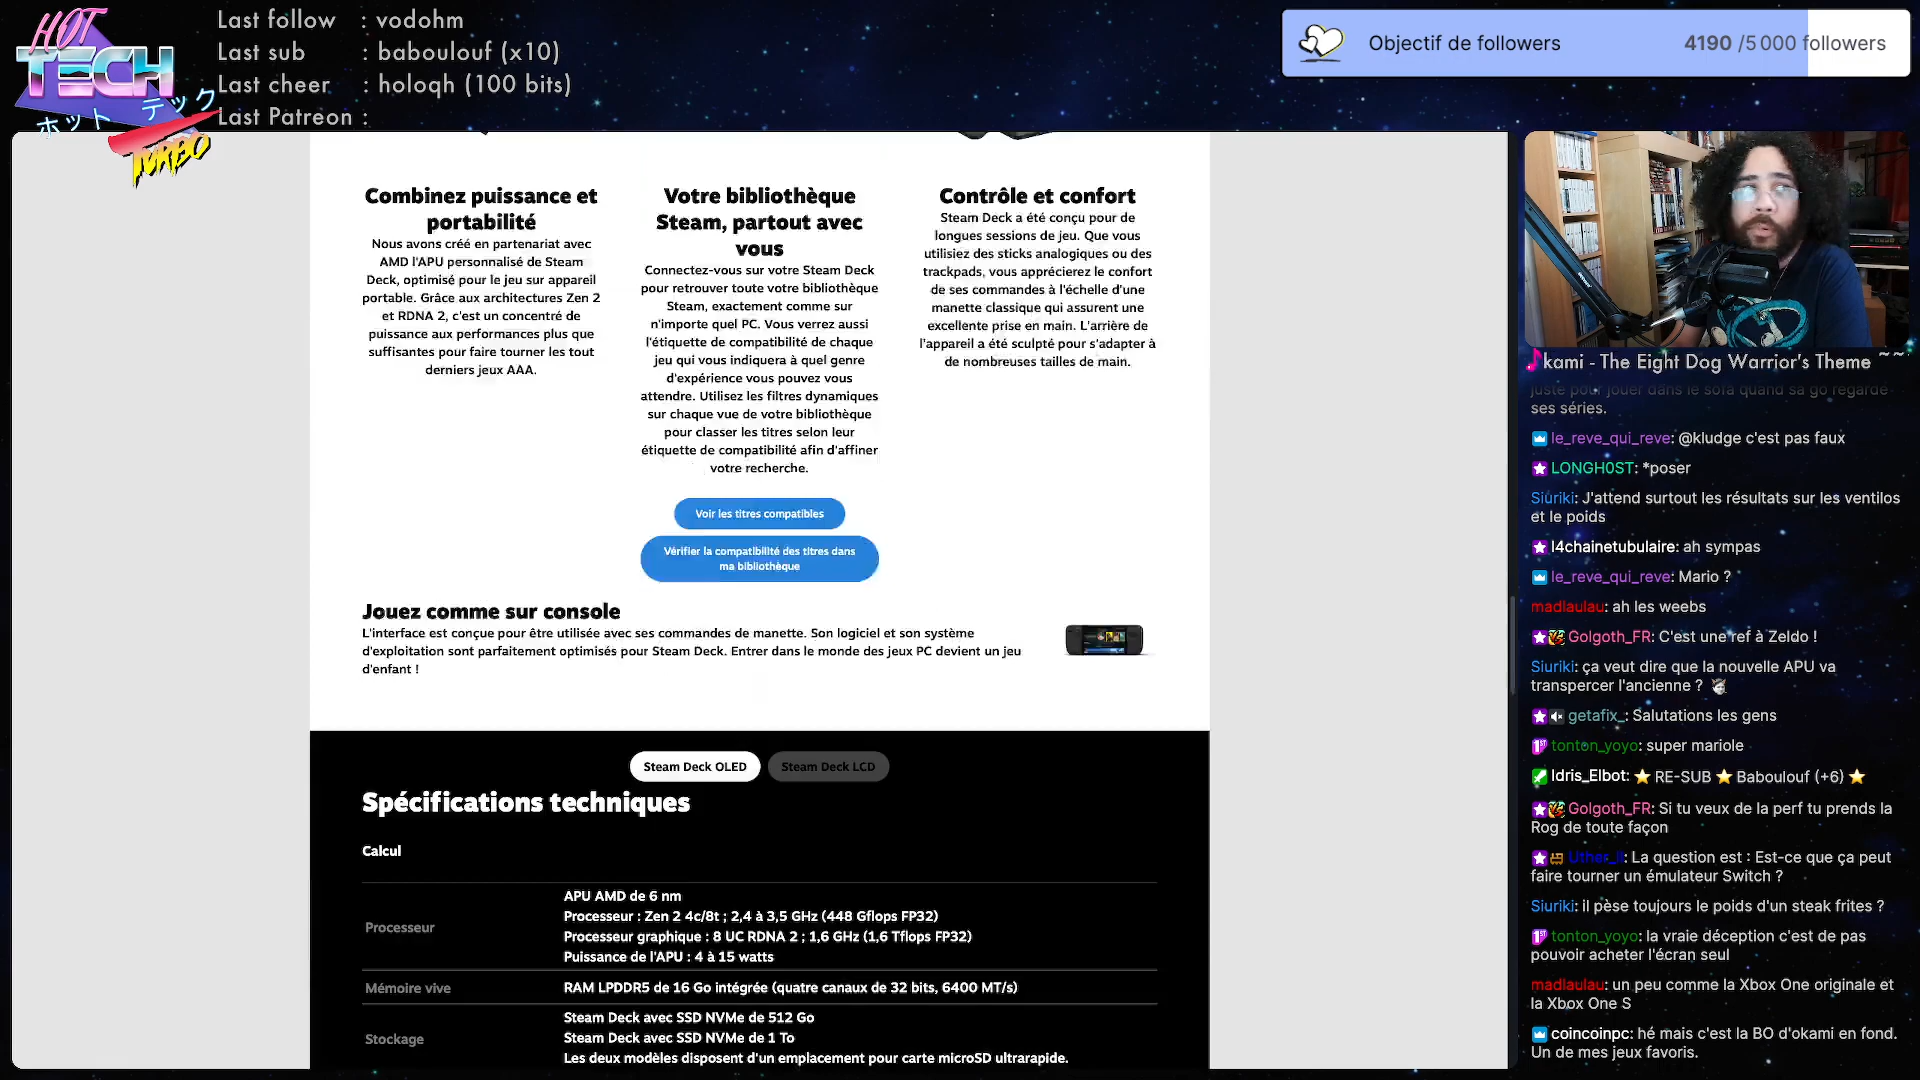 HOT
TECH
ホット テック
TURBO
Last follow : vodohm
Last sub : baboulouf (x10)
Last cheer : holoqh (100 bits)
Last Patreon :
Objectif de followers 4190 /5 000 followers
Combinez puissance et
portabilité
Nous avons créé en partenariat avec
AMD l'APU personnalisé de Steam
Deck, optimisé pour le jeu sur appareil
portable. Grâce aux architectures Zen 2
et RDNA 2, c'est un concentré de
puissance aux performances plus que
suffisantes pour faire tourner les tout
derniers jeux AAA.
Votre bibliothèque
Steam, partout avec
vous
Connectez-vous sur votre Steam Deck
pour retrouver toute votre bibliothèque
Steam, exactement comme sur
n'importe quel PC. Vous verrez aussi
l'étiquette de compatibilité de chaque
jeu qui vous indiquera à quel genre
d'expérience vous pouvez vous
attendre. Utilisez les filtres dynamiques
sur chaque vue de votre bibliothèque
pour classer les titres selon leur
étiquette de compatibilité afin d'affiner
votre recherche.
Voir les titres compatibles
Vérifier la compatibilité des titres dans
ma bibliothèque
Contrôle et confort
Steam Deck a été conçu pour de
longues sessions de jeu. Que vous
utilisiez des sticks analogiques ou des
trackpads, vous apprécierez le confort
de ses commandes à l'échelle d'une
manette classique qui assurent une
excellente prise en main. L'arrière de
l'appareil a été sculpté pour s'adapter à
de nombreuses tailles de main.
Jouez comme sur console
L'interface est conçue pour être utilisée avec ses commandes de manette. Son logiciel et son système
d'exploitation sont parfaitement optimisés pour Steam Deck. Entrer dans le monde des jeux PC devient un jeu
d'enfant !
Steam Deck OLED
Steam Deck LCD
Spécifications techniques
Calcul
Processeur
APU AMD de 6 nm
Processeur : Zen 2 4c/8t ; 2,4 à 3,5 GHz (448 Gflops FP32)
Processeur graphique : 8 UC RDNA 2 ; 1,6 GHz (1,6 Tflops FP32)
Puissance de l'APU : 4 à 15 watts
Mémoire vive
RAM LPDDR5 de 16 Go intégrée (quatre canaux de 32 bits, 6400 MT/s)
Stockage
Steam Deck avec SSD NVMe de 512 Go
Steam Deck avec SSD NVMe de 1 To
Les deux modèles disposent d'un emplacement pour carte microSD ultrarapide.
kami - The Eight Dog Warrior's Theme ~~
juste pour jouer dans le sofa quand sa go regarde
ses séries.
le_reve_qui_reve: @kludge c'est pas faux
LONGH0ST: *poser
Siuriki: J'attend surtout les résultats sur les ventilos
et le poids
l4chainetubulaire: ah sympas
le_reve_qui_reve: Mario ?
madlaulau: ah les weebs
Golgoth_FR: C'est une ref à Zeldo !
Siuriki: ça veut dire que la nouvelle APU va
transpercer l'ancienne ?
getafix_: Salutations les gens
tonton_yoyo: super mariole
Idris_Elbot: ⭐ RE-SUB ⭐ Baboulouf (+6) ⭐
Golgoth_FR: Si tu veux de la perf tu prends la
Rog de toute façon
La question est : Est-ce que ça peut
faire tourner un émulateur Switch ?
Siuriki: il pèse toujours le poids d'un steak frites ?
tonton_yoyo: la vraie déception c'est de pas
pouvoir acheter l'écran seul
madlaulau: un peu comme la Xbox One originale et
la Xbox One S
coincoinpc: hé mais c'est la BO d'okami en fond.
Un de mes jeux favoris.